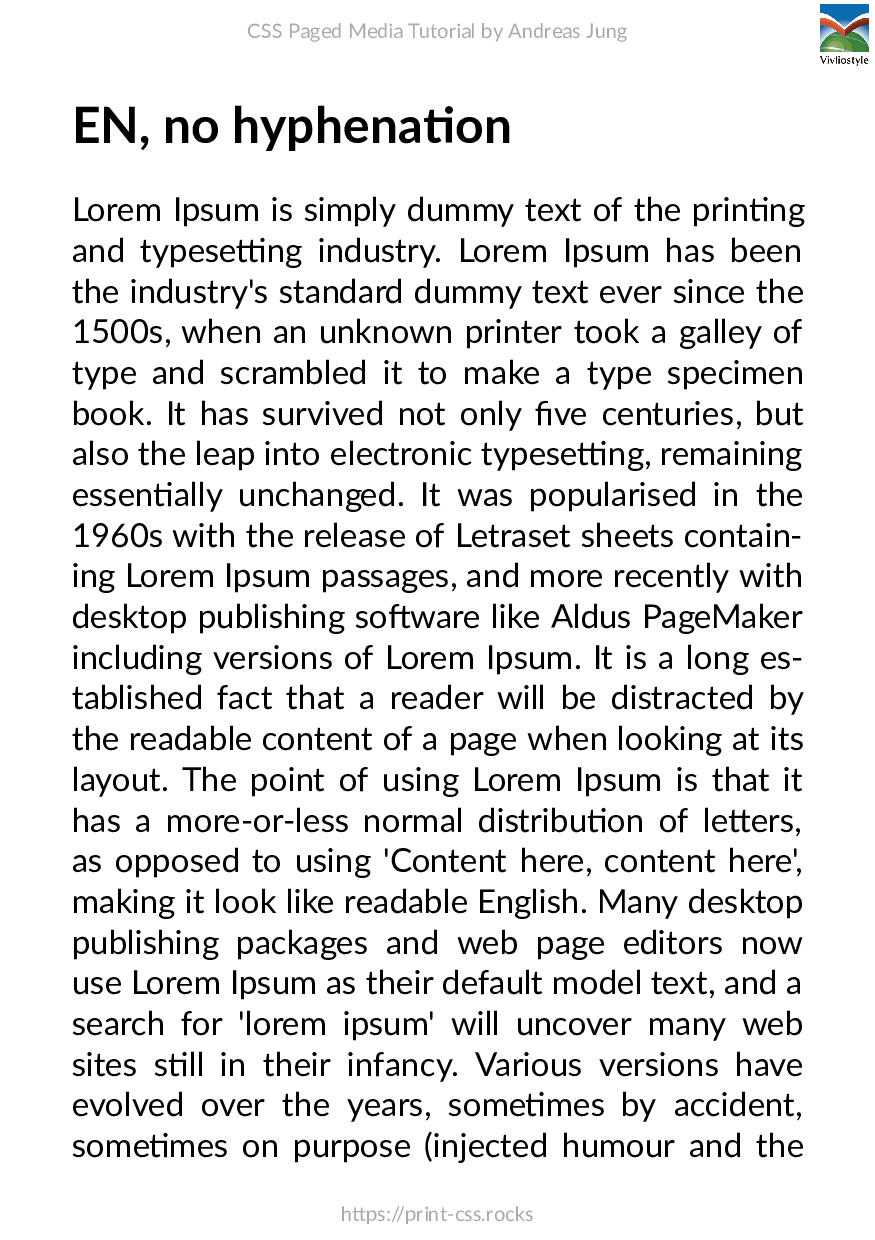 CSS Paged Media Tutorial by Andreas Jung
Vivliostyle
EN, no hyphenation
Lorem Ipsum is simply dummy text of the printing
and typesetting industry. Lorem Ipsum has been
the industry's standard dummy text ever since the
1500s, when an unknown printer took a galley of
type and scrambled it to make a type specimen
book. It has survived not only five centuries, but
also the leap into electronic typesetting, remaining
essentially unchanged. It was popularised in the
1960s with the release of Letraset sheets contain-
ing Lorem Ipsum passages, and more recently with
desktop publishing software like Aldus PageMaker
including versions of Lorem Ipsum. It is a long es-
tablished fact that a reader will be distracted by
the readable content of a page when looking at its
layout. The point of using Lorem Ipsum is that it
has a more-or-less normal distribution of letters,
as opposed to using 'Content here, content here',
making it look like readable English. Many desktop
publishing packages and web page editors now
use Lorem Ipsum as their default model text, and a
search for 'lorem ipsum' will uncover many web
sites still in their infancy. Various versions have
evolved over the years, sometimes by accident,
sometimes on purpose (injected humour and the
https://print-css.rocks